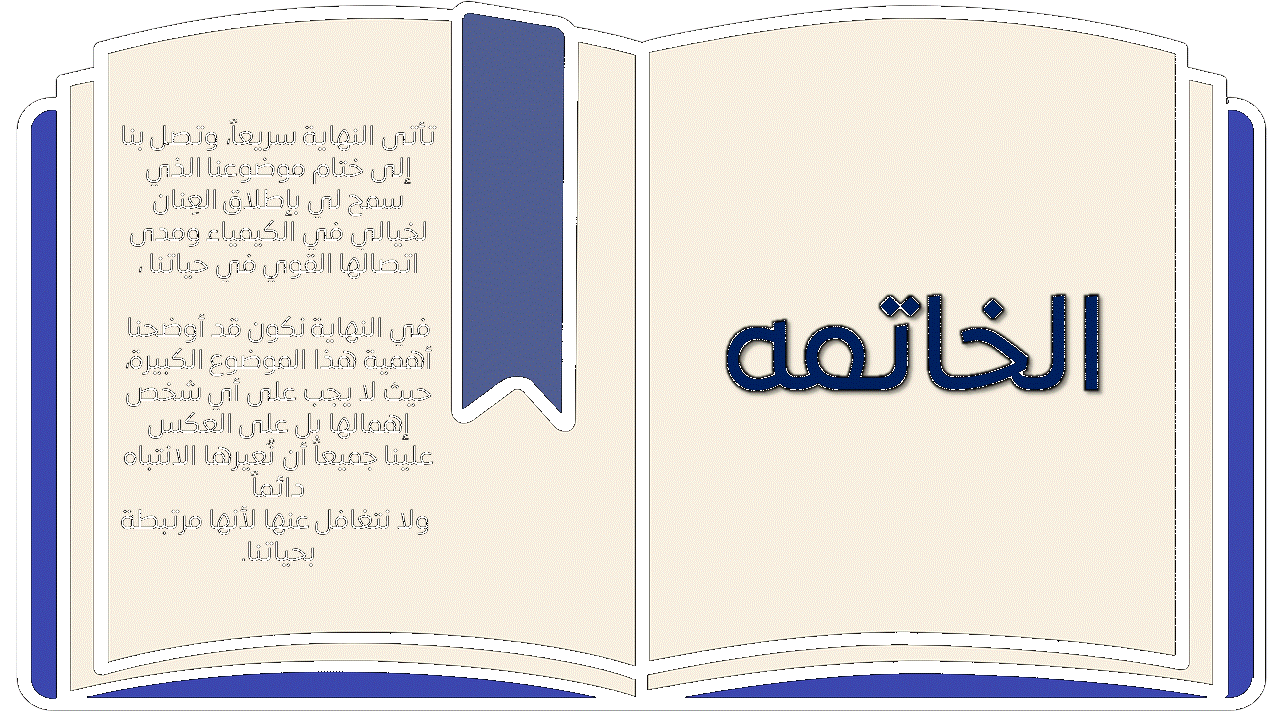 الخاتمه
تأتي النهاية سريعاً، وتصل بنا
إلى ختام موضوعنا الذي
سمح لي بإطلاق العنان
لخيالي في الكيمياء ومدى
اتصالها القوي في حياتنا ،
في النهاية نكون قد أوضحنا
أهمية هذا الموضوع الكبيرة،
حيث لا يجب على أي شخص
إهمالها بل على العكس
علينا جميعاً أن نُعيرها الانتباه
دائماً
ولا نتغافل عنها لأنها مرتبطة
بحياتنا.